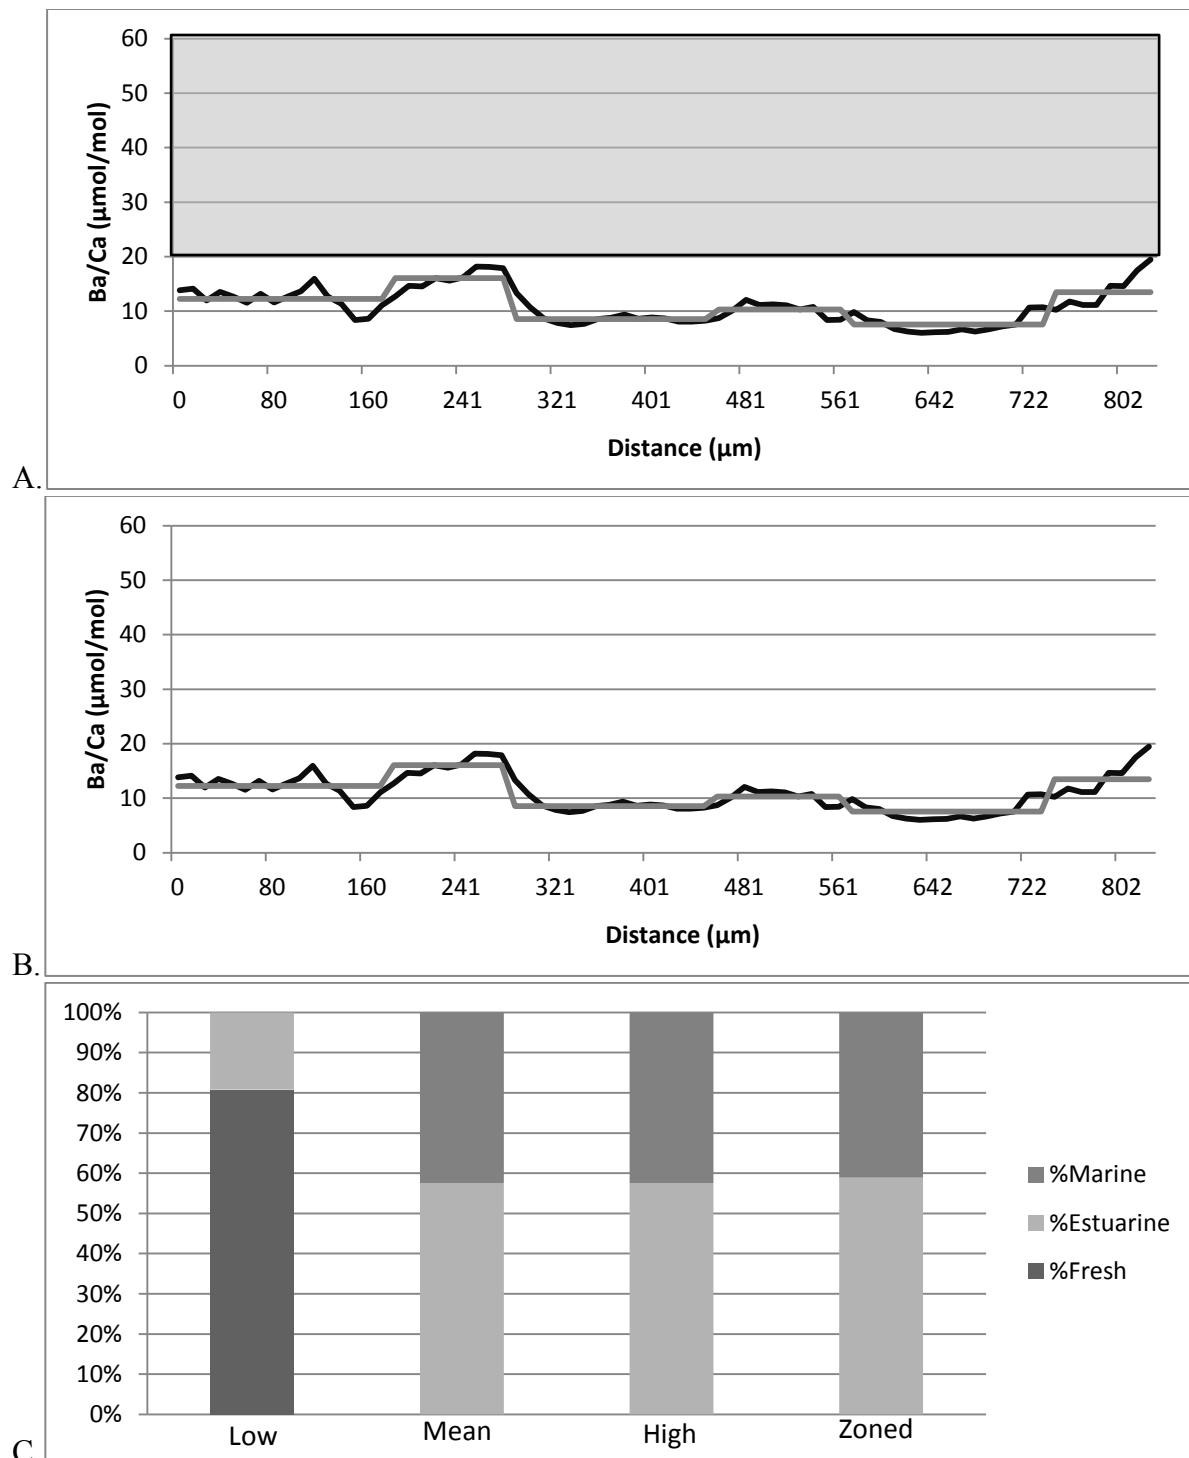 60
50
40
30
20
10
0
Ba/Ca (μmol/mol)
0 80 160 241 321 401 481 561 642 722 802
Distance (μm)
A.
60
50
40
30
20
10
0
Ba/Ca (μmol/mol)
0 80 160 241 321 401 481 561 642 722 802
Distance (μm)
B.
100%
90%
80%
70%
60%
50%
40%
30%
20%
10%
0%
Low Mean High Zoned
%Marine
%Estuarine
%Fresh
C